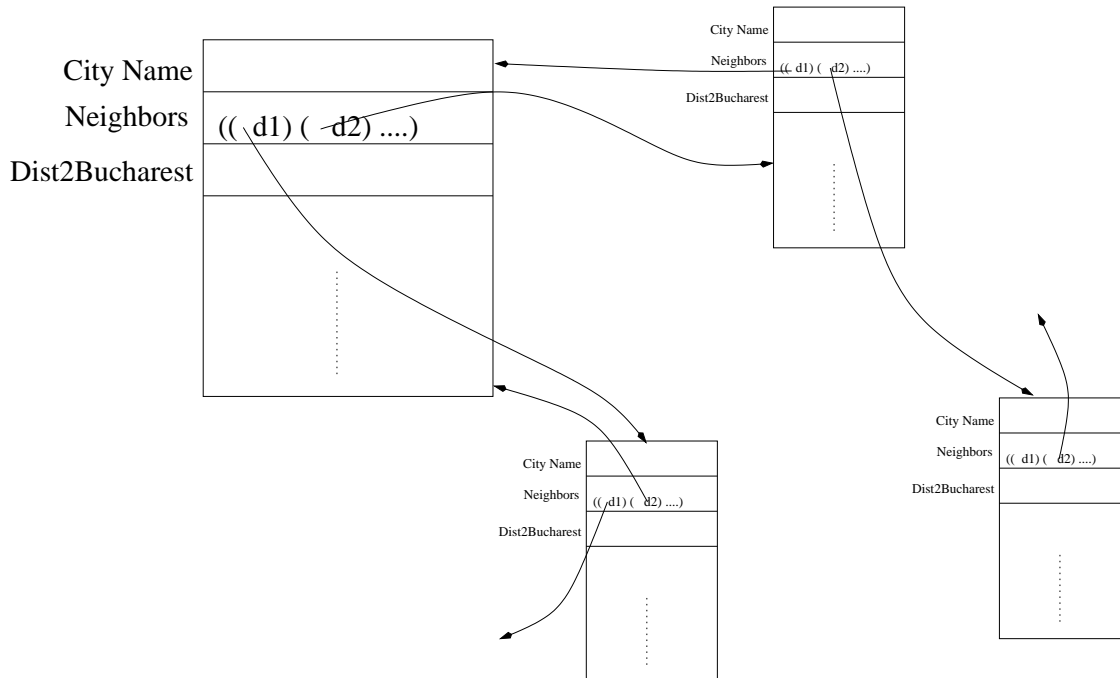 City Name
Neighbors ((  d1) (  d2) ....)
Dist2Bucharest
City Name
Neighbors ((  d1) (  d2) ....)
Dist2Bucharest
City Name
Neighbors ((  d1) (  d2) ....)
Dist2Bucharest
City Name
Neighbors ((  d1) (  d2) ....)
Dist2Bucharest